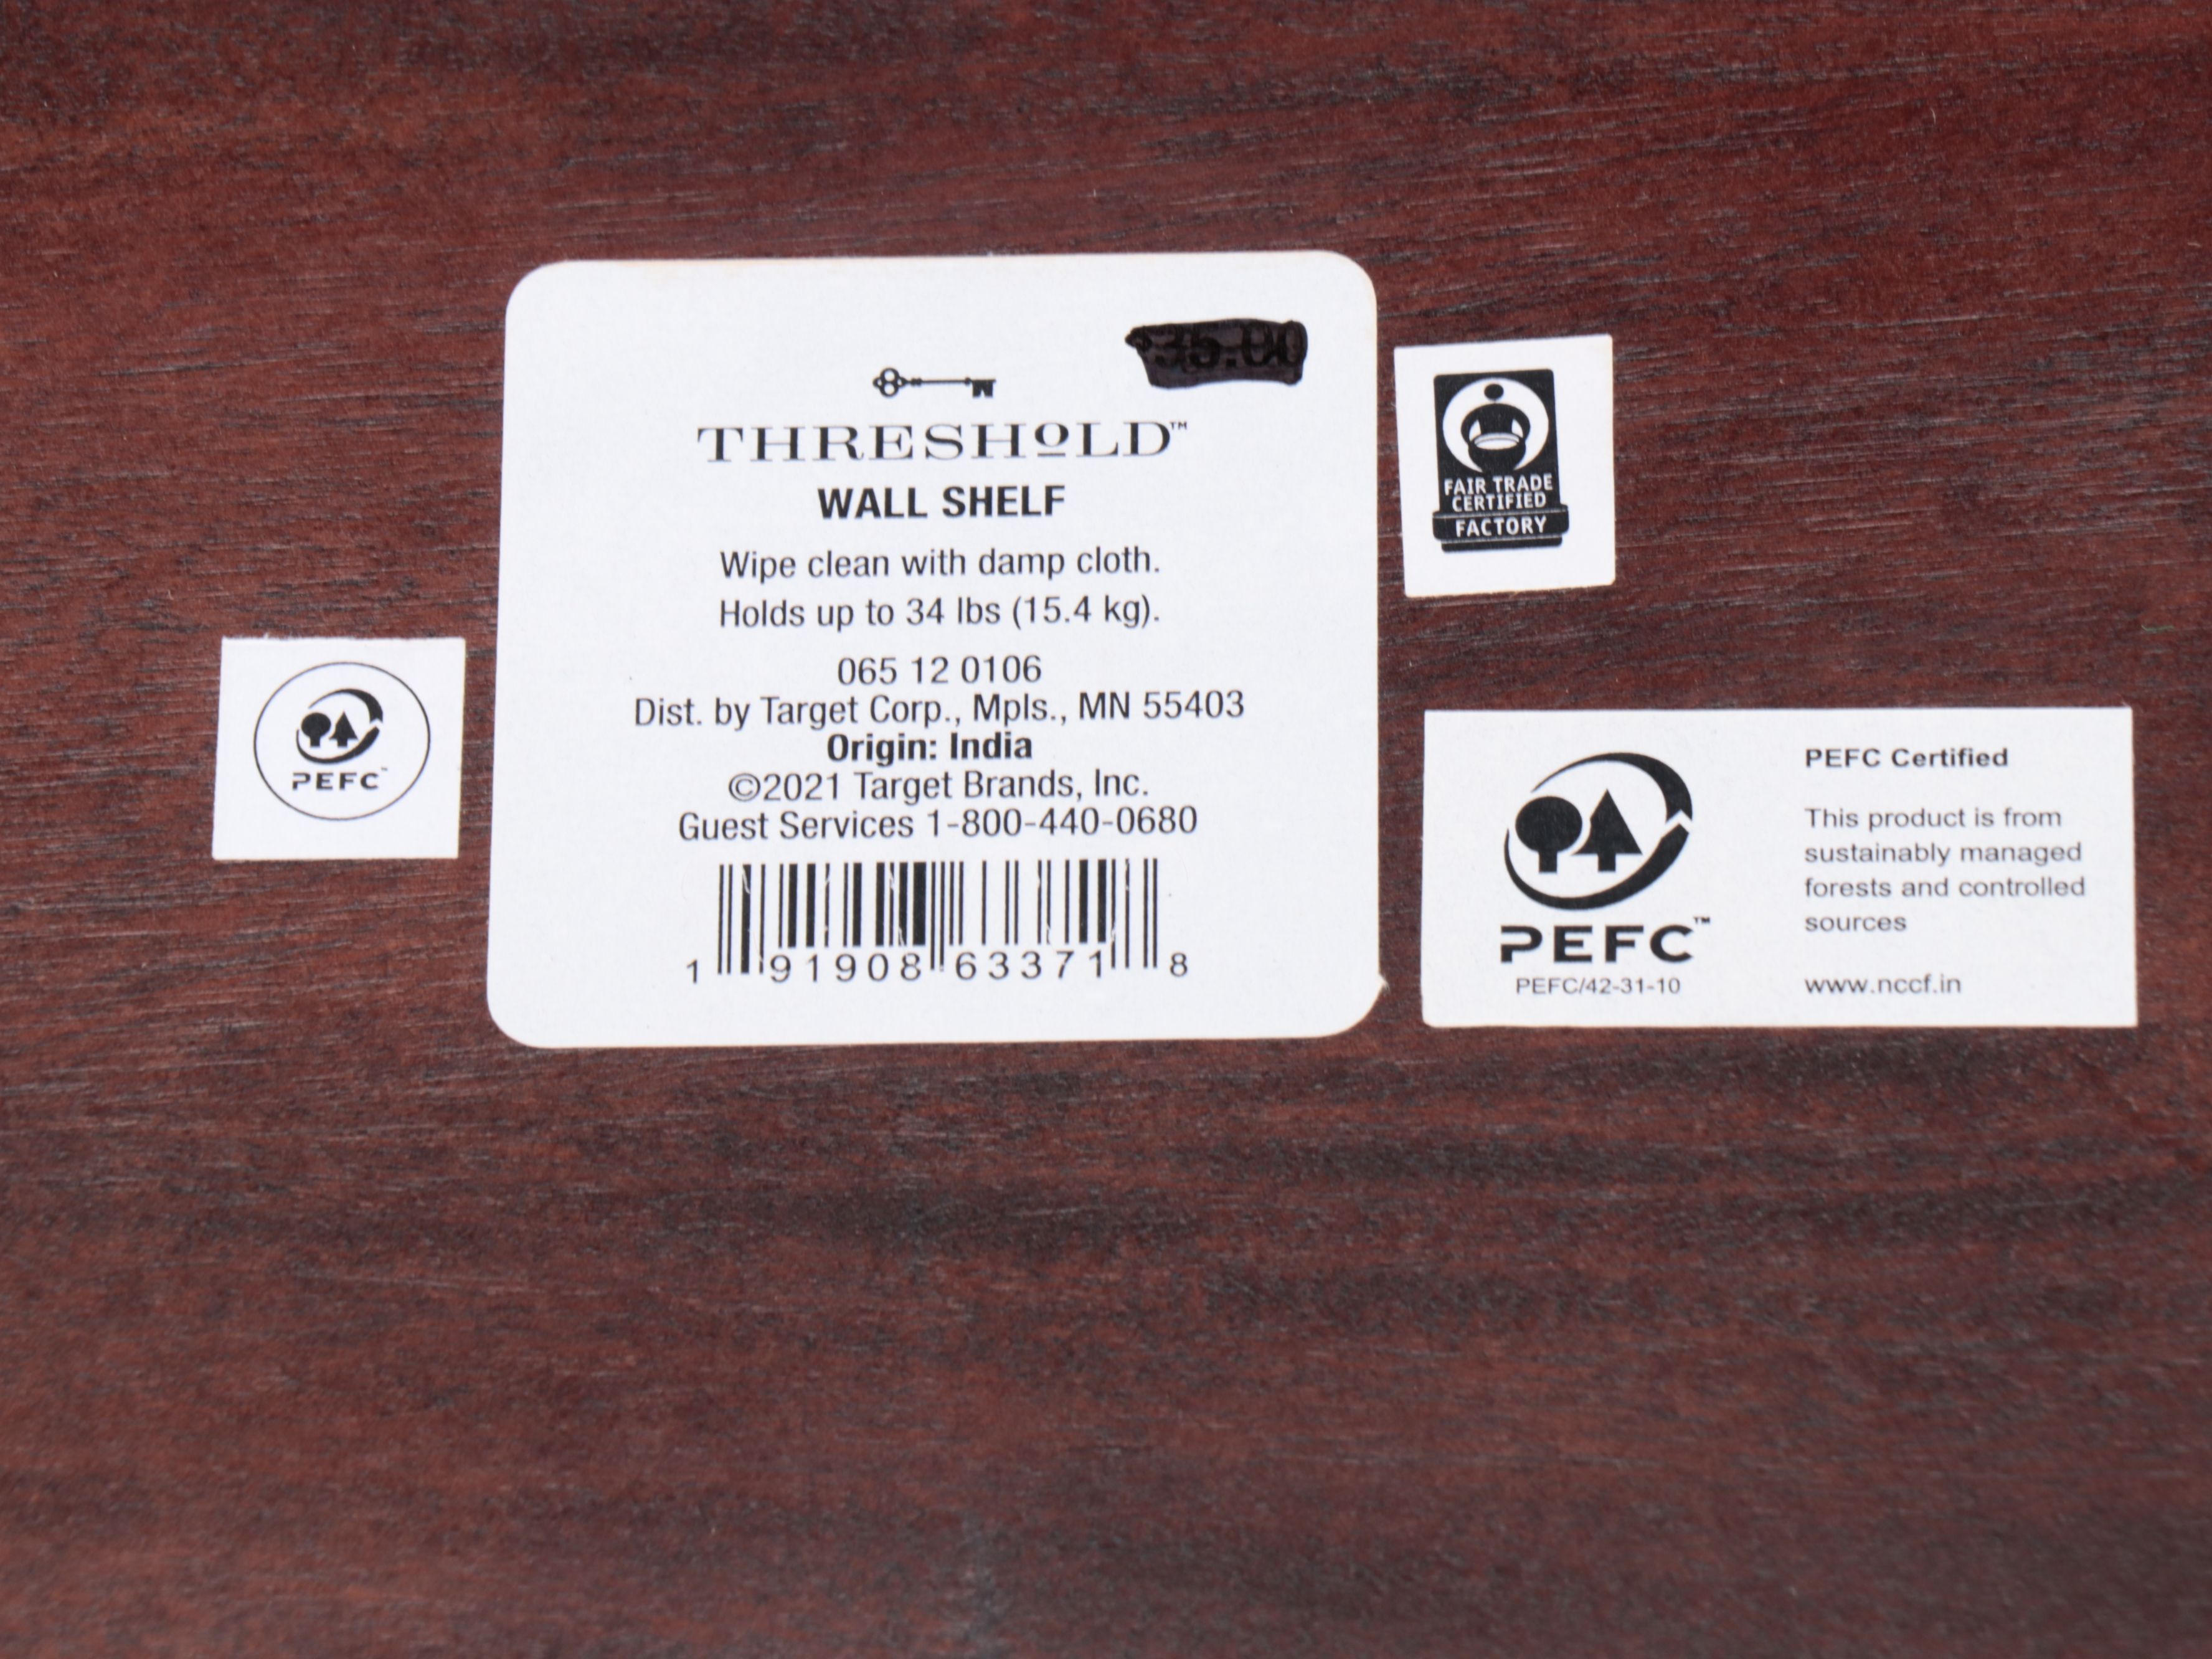 $35.00
THRESHOLD™
WALL SHELF
Wipe clean with damp cloth.
Holds up to 34 lbs (15.4 kg).
065 12 0106
Dist. by Target Corp., Mpls., MN 55403
Origin: India
©2021 Target Brands, Inc.
Guest Services 1-800-440-0680
1 91908 63371 8
PEFC™
FAIR TRADE
CERTIFIED
FACTORY
PEFC™
PEFC/42-31-10
PEFC Certified
This product is from
sustainably managed
forests and controlled
sources
www.nccf.in